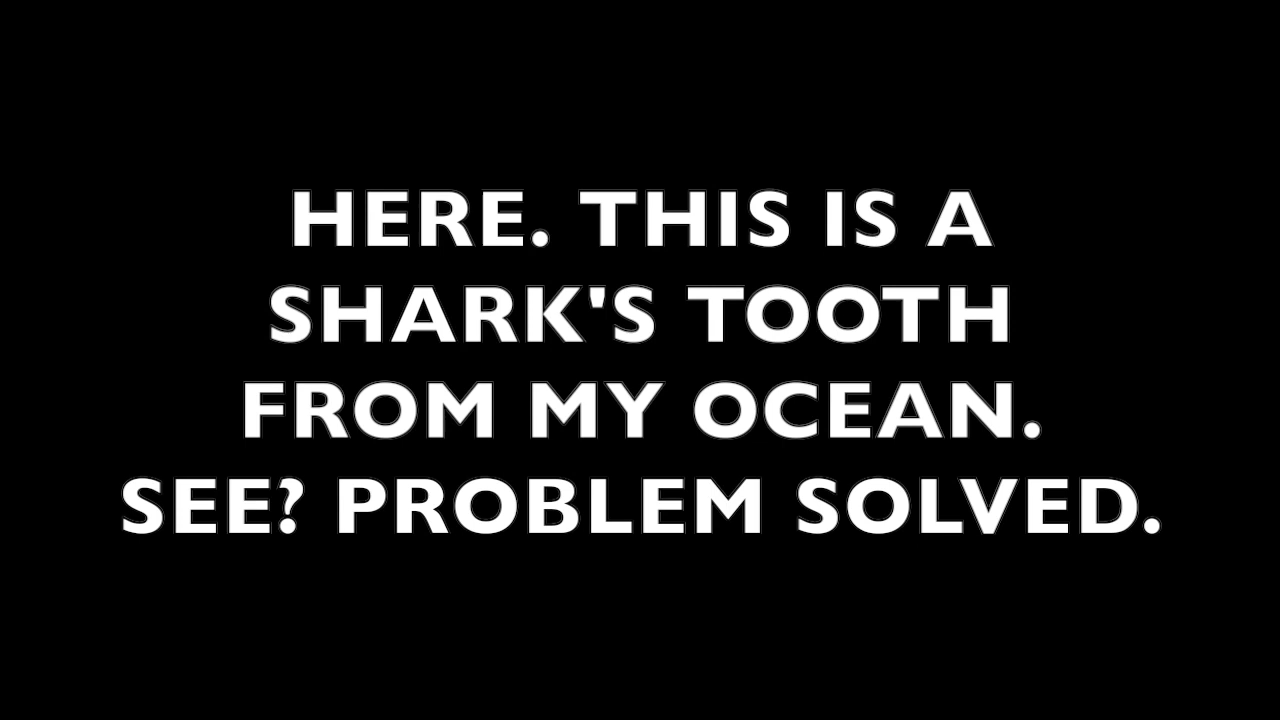 HERE. THIS IS A
SHARK'S TOOTH
FROM MY OCEAN.
SEE? PROBLEM SOLVED.